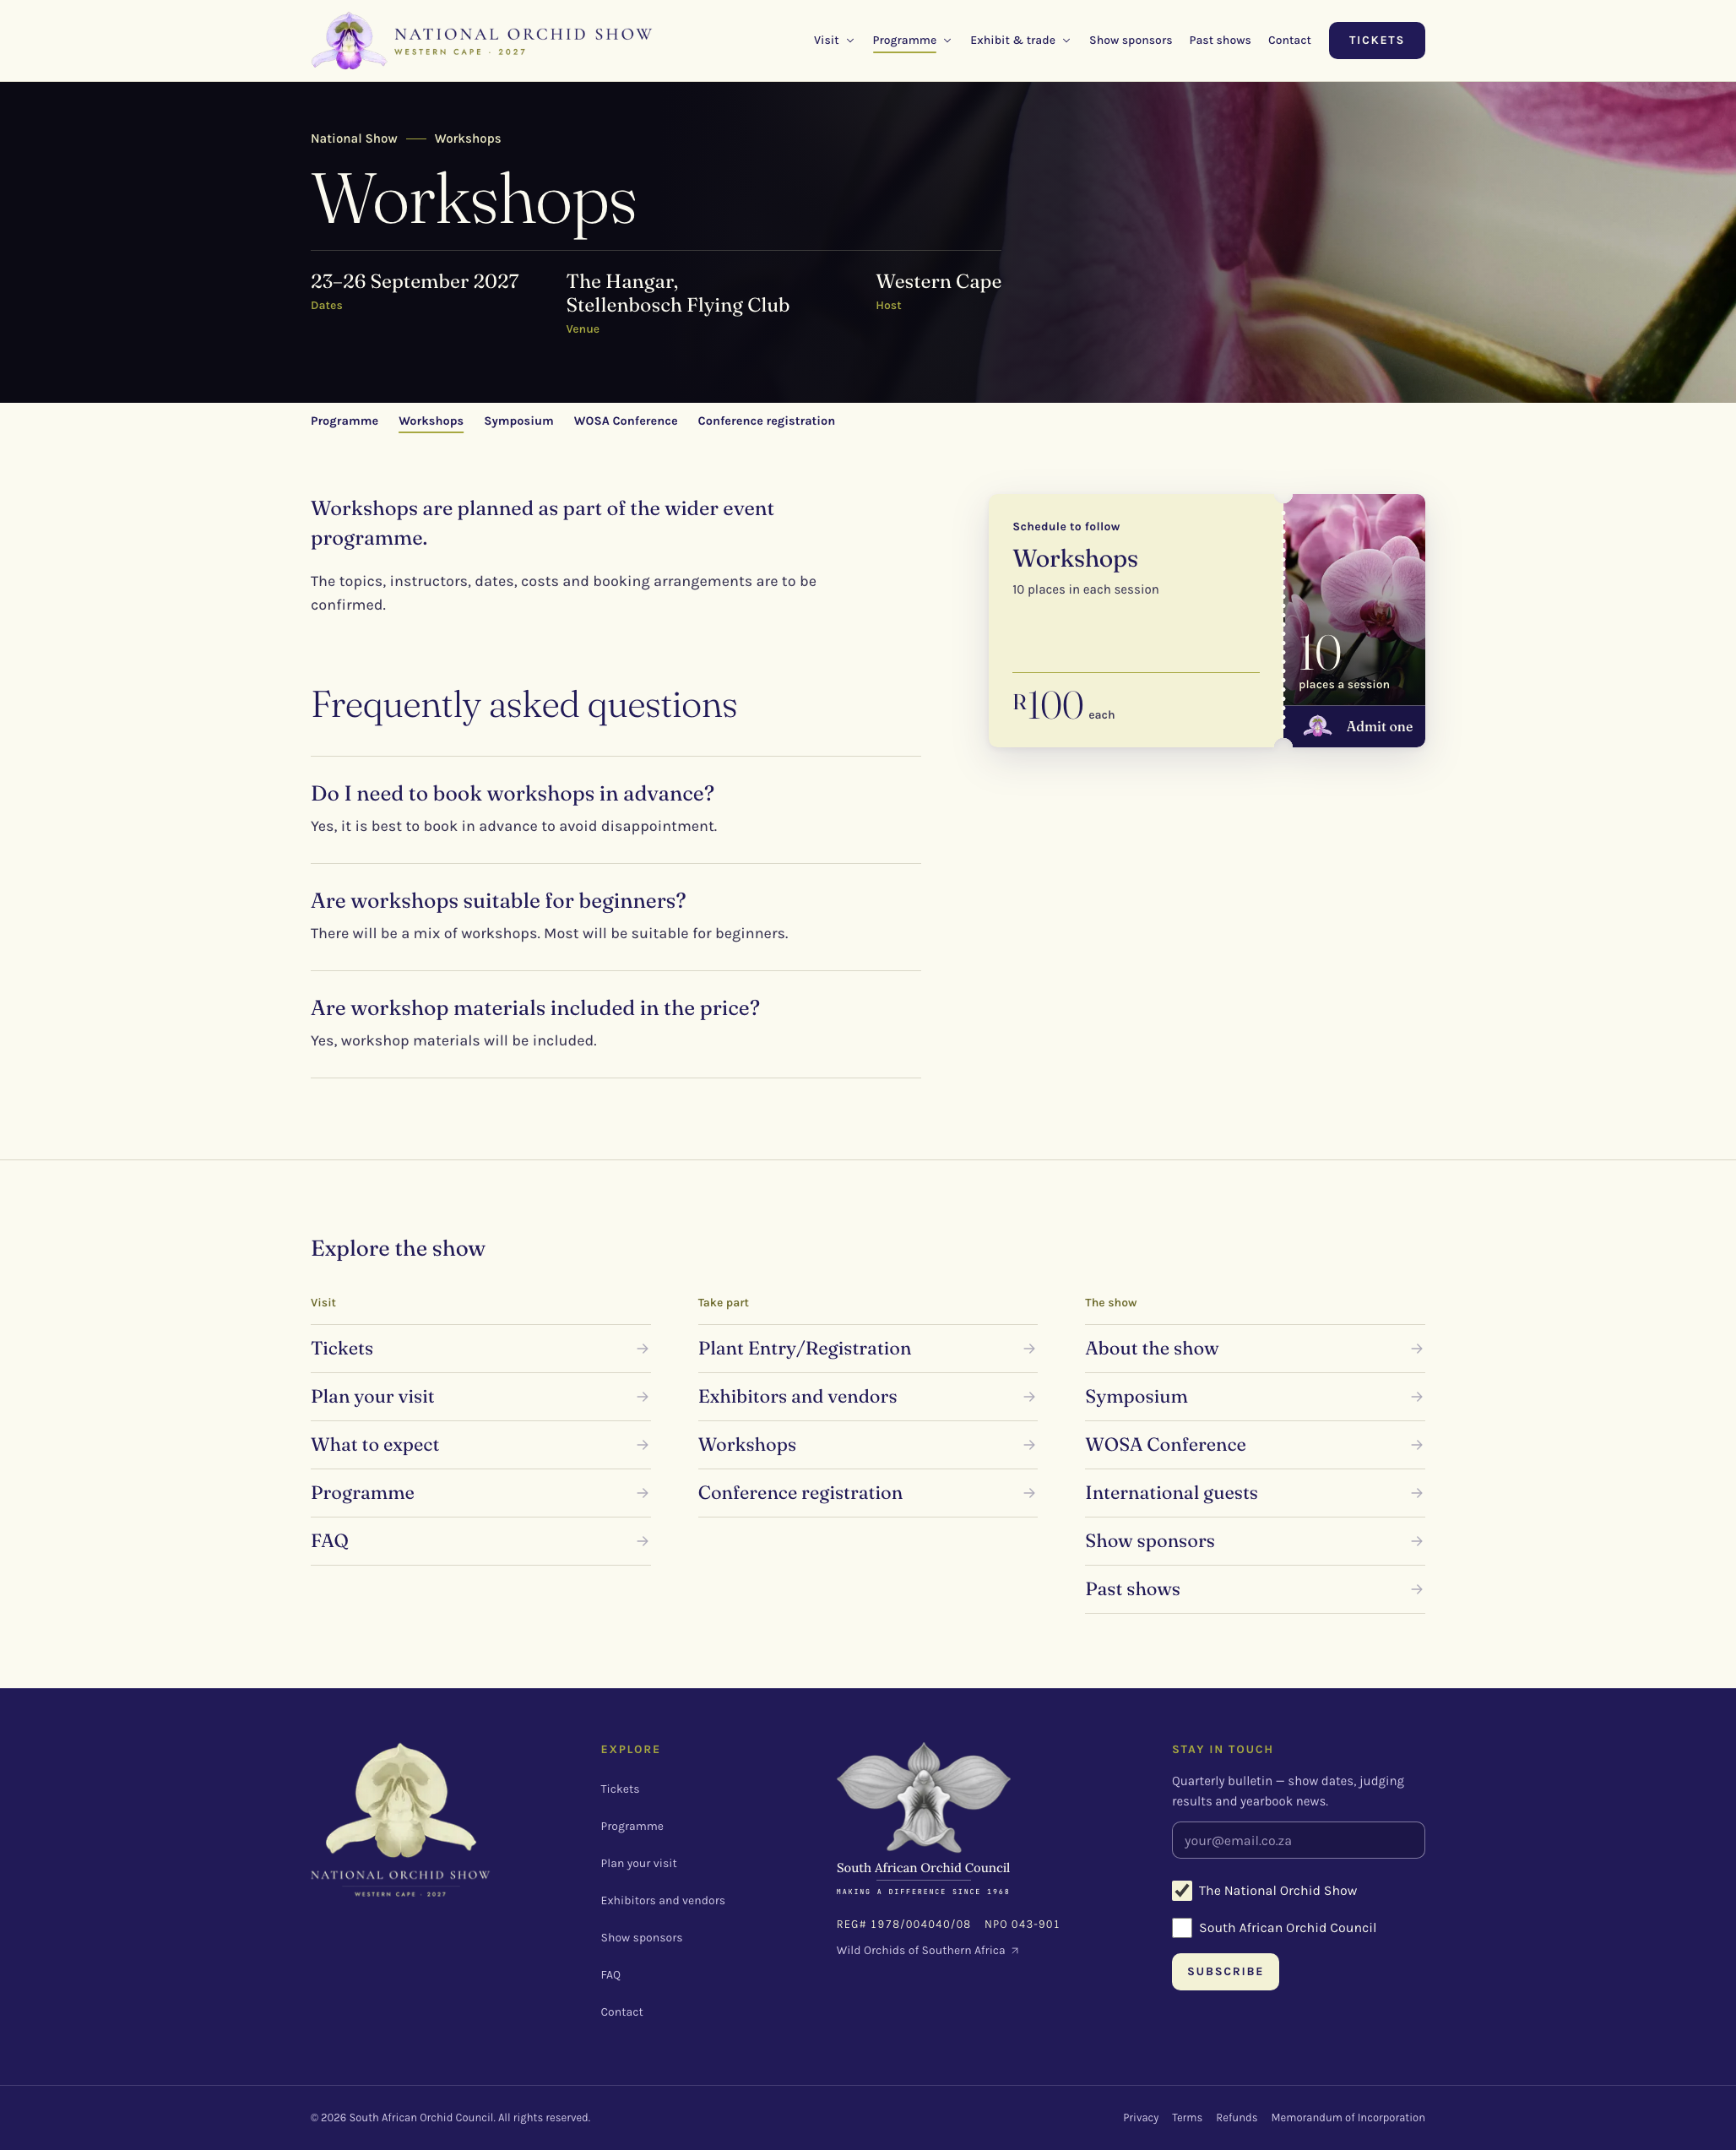 NATIONAL ORCHID SHOW
WESTERN CAPE · 2027
Visit
Programme
Exhibit & trade
Show sponsors
Past shows
Contact
TICKETS
National Show — Workshops
Workshops
23–26 September 2027
Dates
The Hangar,
Stellenbosch Flying Club
Venue
Western Cape
Host
Programme
Workshops
Symposium
WOSA Conference
Conference registration
Workshops are planned as part of the wider event
programme.
The topics, instructors, dates, costs and booking arrangements are to be
confirmed.
Schedule to follow
Workshops
10 places in each session
R100 each
10
places a session
Admit one
Frequently asked questions
Do I need to book workshops in advance?
Yes, it is best to book in advance to avoid disappointment.
Are workshops suitable for beginners?
There will be a mix of workshops. Most will be suitable for beginners.
Are workshop materials included in the price?
Yes, workshop materials will be included.
Explore the show
Visit
Tickets
Plan your visit
What to expect
Programme
FAQ
Take part
Plant Entry/Registration
Exhibitors and vendors
Workshops
Conference registration
The show
About the show
Symposium
WOSA Conference
International guests
Show sponsors
Past shows
NATIONAL ORCHID SHOW
WESTERN CAPE · 2027
EXPLORE
Tickets
Programme
Plan your visit
Exhibitors and vendors
Show sponsors
FAQ
Contact
South African Orchid Council
MAKING A DIFFERENCE SINCE 1968
REG# 1978/004040/08 NPO 043-901
Wild Orchids of Southern Africa
STAY IN TOUCH
Quarterly bulletin — show dates, judging
results and yearbook news.
your@email.co.za
The National Orchid Show
South African Orchid Council
SUBSCRIBE
© 2026 South African Orchid Council. All rights reserved.
Privacy
Terms
Refunds
Memorandum of Incorporation